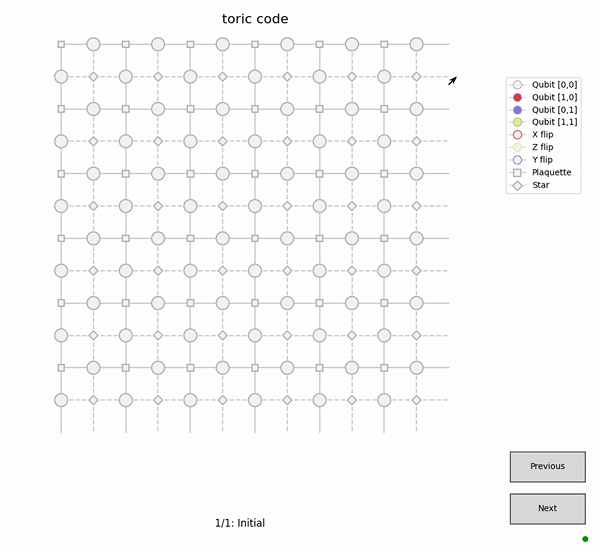 toric code
Qubit [0,0]
Qubit [1,0]
Qubit [0,1]
Qubit [1,1]
X flip
Z flip
Y flip
Plaquette
Star
Previous
Next
1/1: Initial